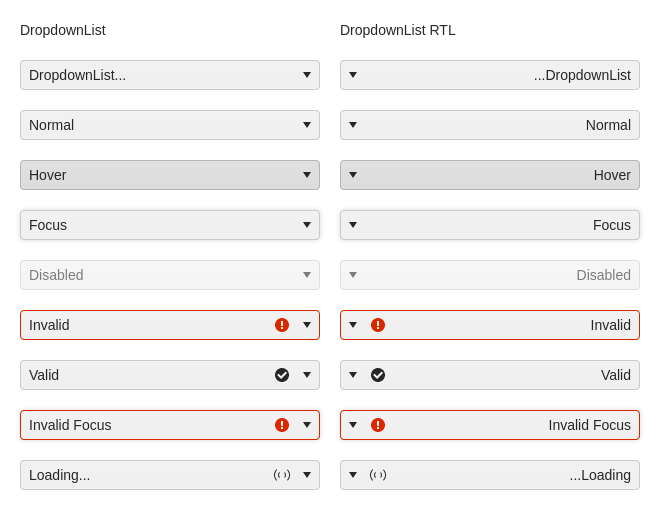 DropdownList
DropdownList...
Normal
Hover
Focus
Disabled
Invalid
Valid
Invalid Focus
Loading...
DropdownList RTL
...DropdownList
Normal
Hover
Focus
Disabled
Invalid
Valid
Invalid Focus
...Loading